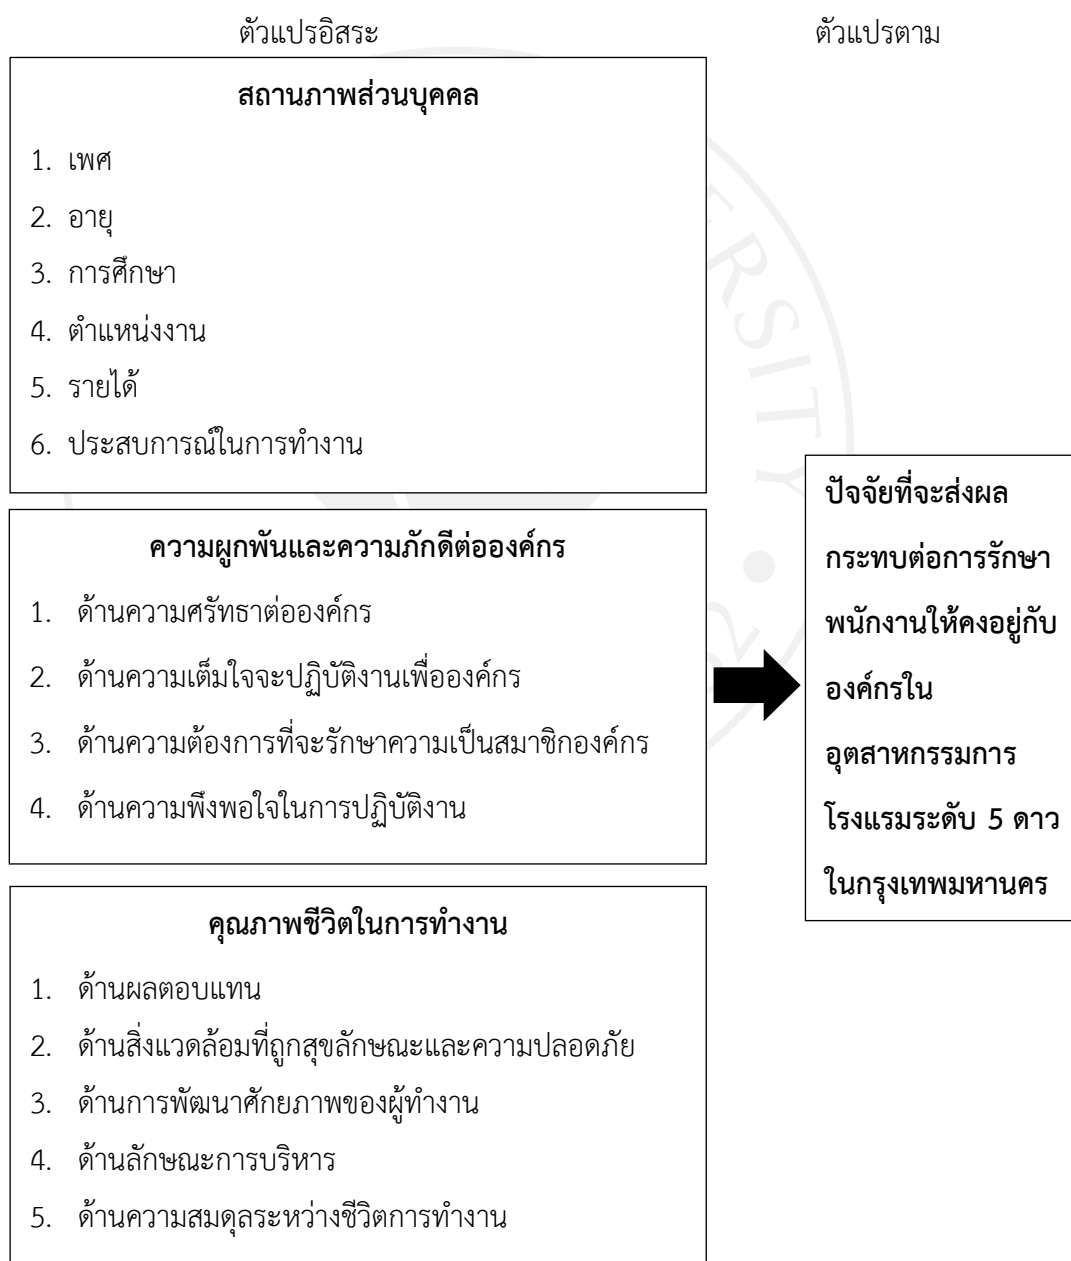 ตัวแปรอิสระ
ตัวแปรตาม
สถานภาพส่วนบุคคล
1. เพศ
2. อายุ
3. การศึกษา
4. ตำแหน่งงาน
5. รายได้
6. ประสบการณ์ในการทำงาน
ความผูกพันและความภักดีต่อองค์กร
1. ด้านความศรัทธาต่อองค์กร
2. ด้านความเต็มใจจะปฏิบัติงานเพื่อองค์กร
3. ด้านความต้องการที่จะรักษาความเป็นสมาชิกองค์กร
4. ด้านความพึงพอใจในการปฏิบัติงาน
คุณภาพชีวิตในการทำงาน
1. ด้านผลตอบแทน
2. ด้านสิ่งแวดล้อมที่ถูกสุขลักษณะและความปลอดภัย
3. ด้านการพัฒนาศักยภาพของผู้ทำงาน
4. ด้านลักษณะการบริหาร
5. ด้านความสมดุลระหว่างชีวิตการทำงาน
ปัจจัยที่จะส่งผล
กระทบต่อการรักษา
พนักงานให้คงอยู่กับ
องค์กรใน
อุตสาหกรรมการ
โรงแรมระดับ 5 ดาว
ในกรุงเทพมหานคร